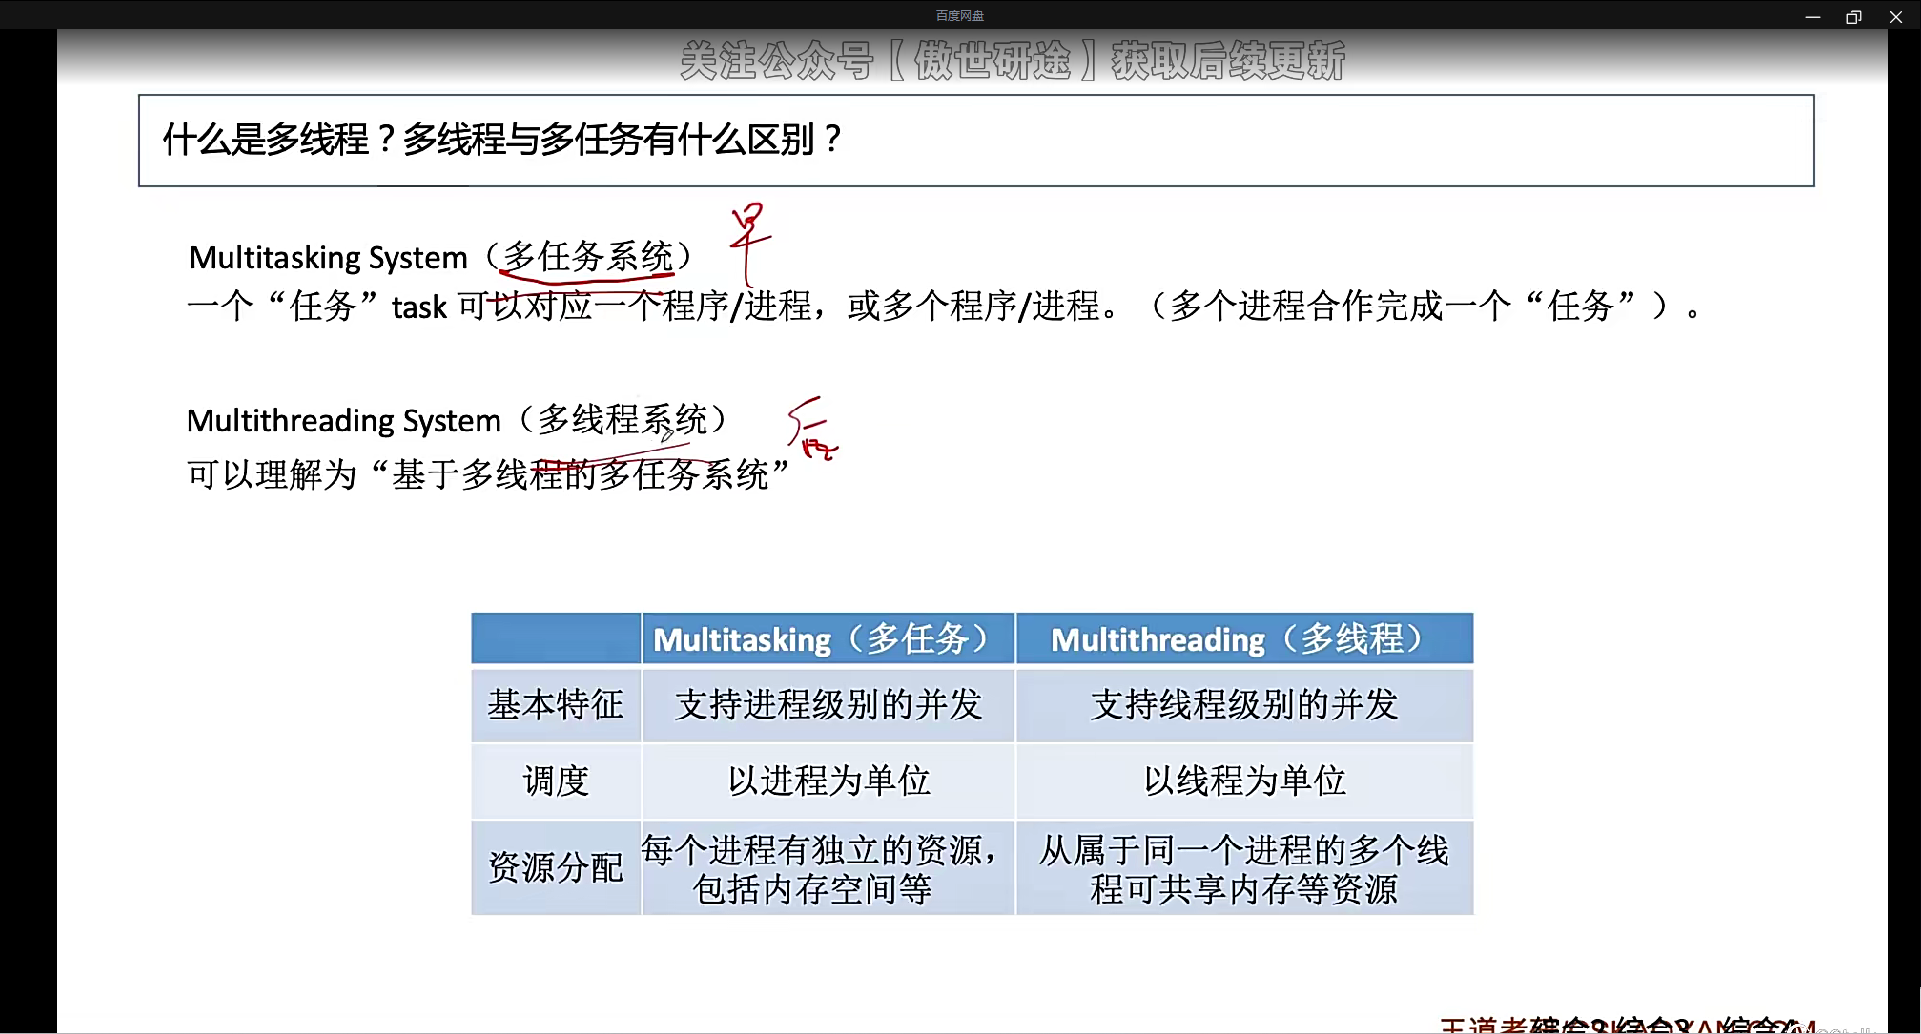 百度网盘
关注公众号【傲世研途】获取后续更新
什么是多线程？多线程与多任务有什么区别？
早
Multitasking System（多任务系统）
一个“任务”task 可以对应一个程序/进程，或多个程序/进程。（多个进程合作完成一个“任务”）。
后
Multithreading System（多线程系统）
可以理解为“基于多线程的多任务系统”
Multitasking（多任务） Multithreading（多线程）
基本特征 支持进程级别的并发 支持线程级别的并发
调度 以进程为单位 以线程为单位
资源分配 每个进程有独立的资源，包括内存空间等 从属于同一个进程的多个线程可共享内存等资源